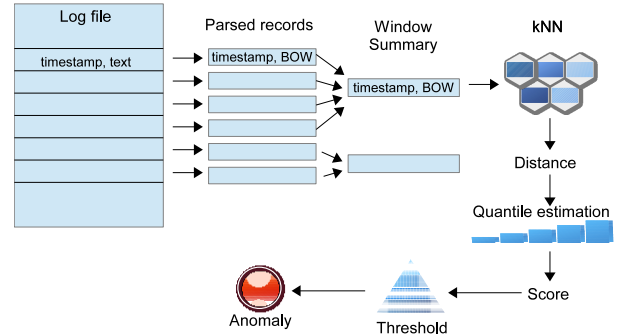 Log file
Parsed records
Window
Summary
kNN
timestamp, text
timestamp, BOW
timestamp, BOW
Distance
Quantile estimation
Score
Threshold
Anomaly